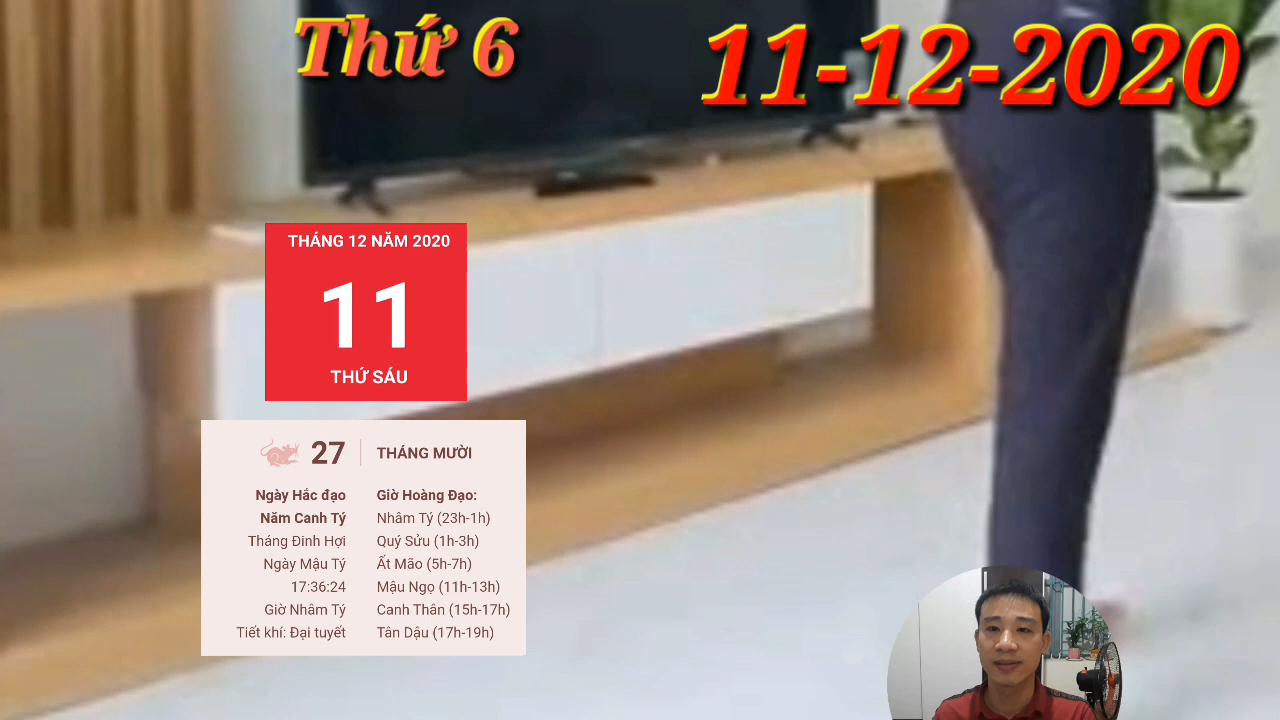 Thứ 6
11-12-2020
THÁNG 12 NĂM 2020
11
THỨ SÁU
27
THÁNG MƯỜI
Ngày Hắc đạo
Năm Canh Tý
Tháng Đinh Hợi
Ngày Mậu Tý
17:36:24
Giờ Nhâm Tý
Tiết khí: Đại tuyết
Giờ Hoàng Đạo:
Nhâm Tý (23h-1h)
Quý Sửu (1h-3h)
Ất Mão (5h-7h)
Mậu Ngọ (11h-13h)
Canh Thân (15h-17h)
Tân Dậu (17h-19h)